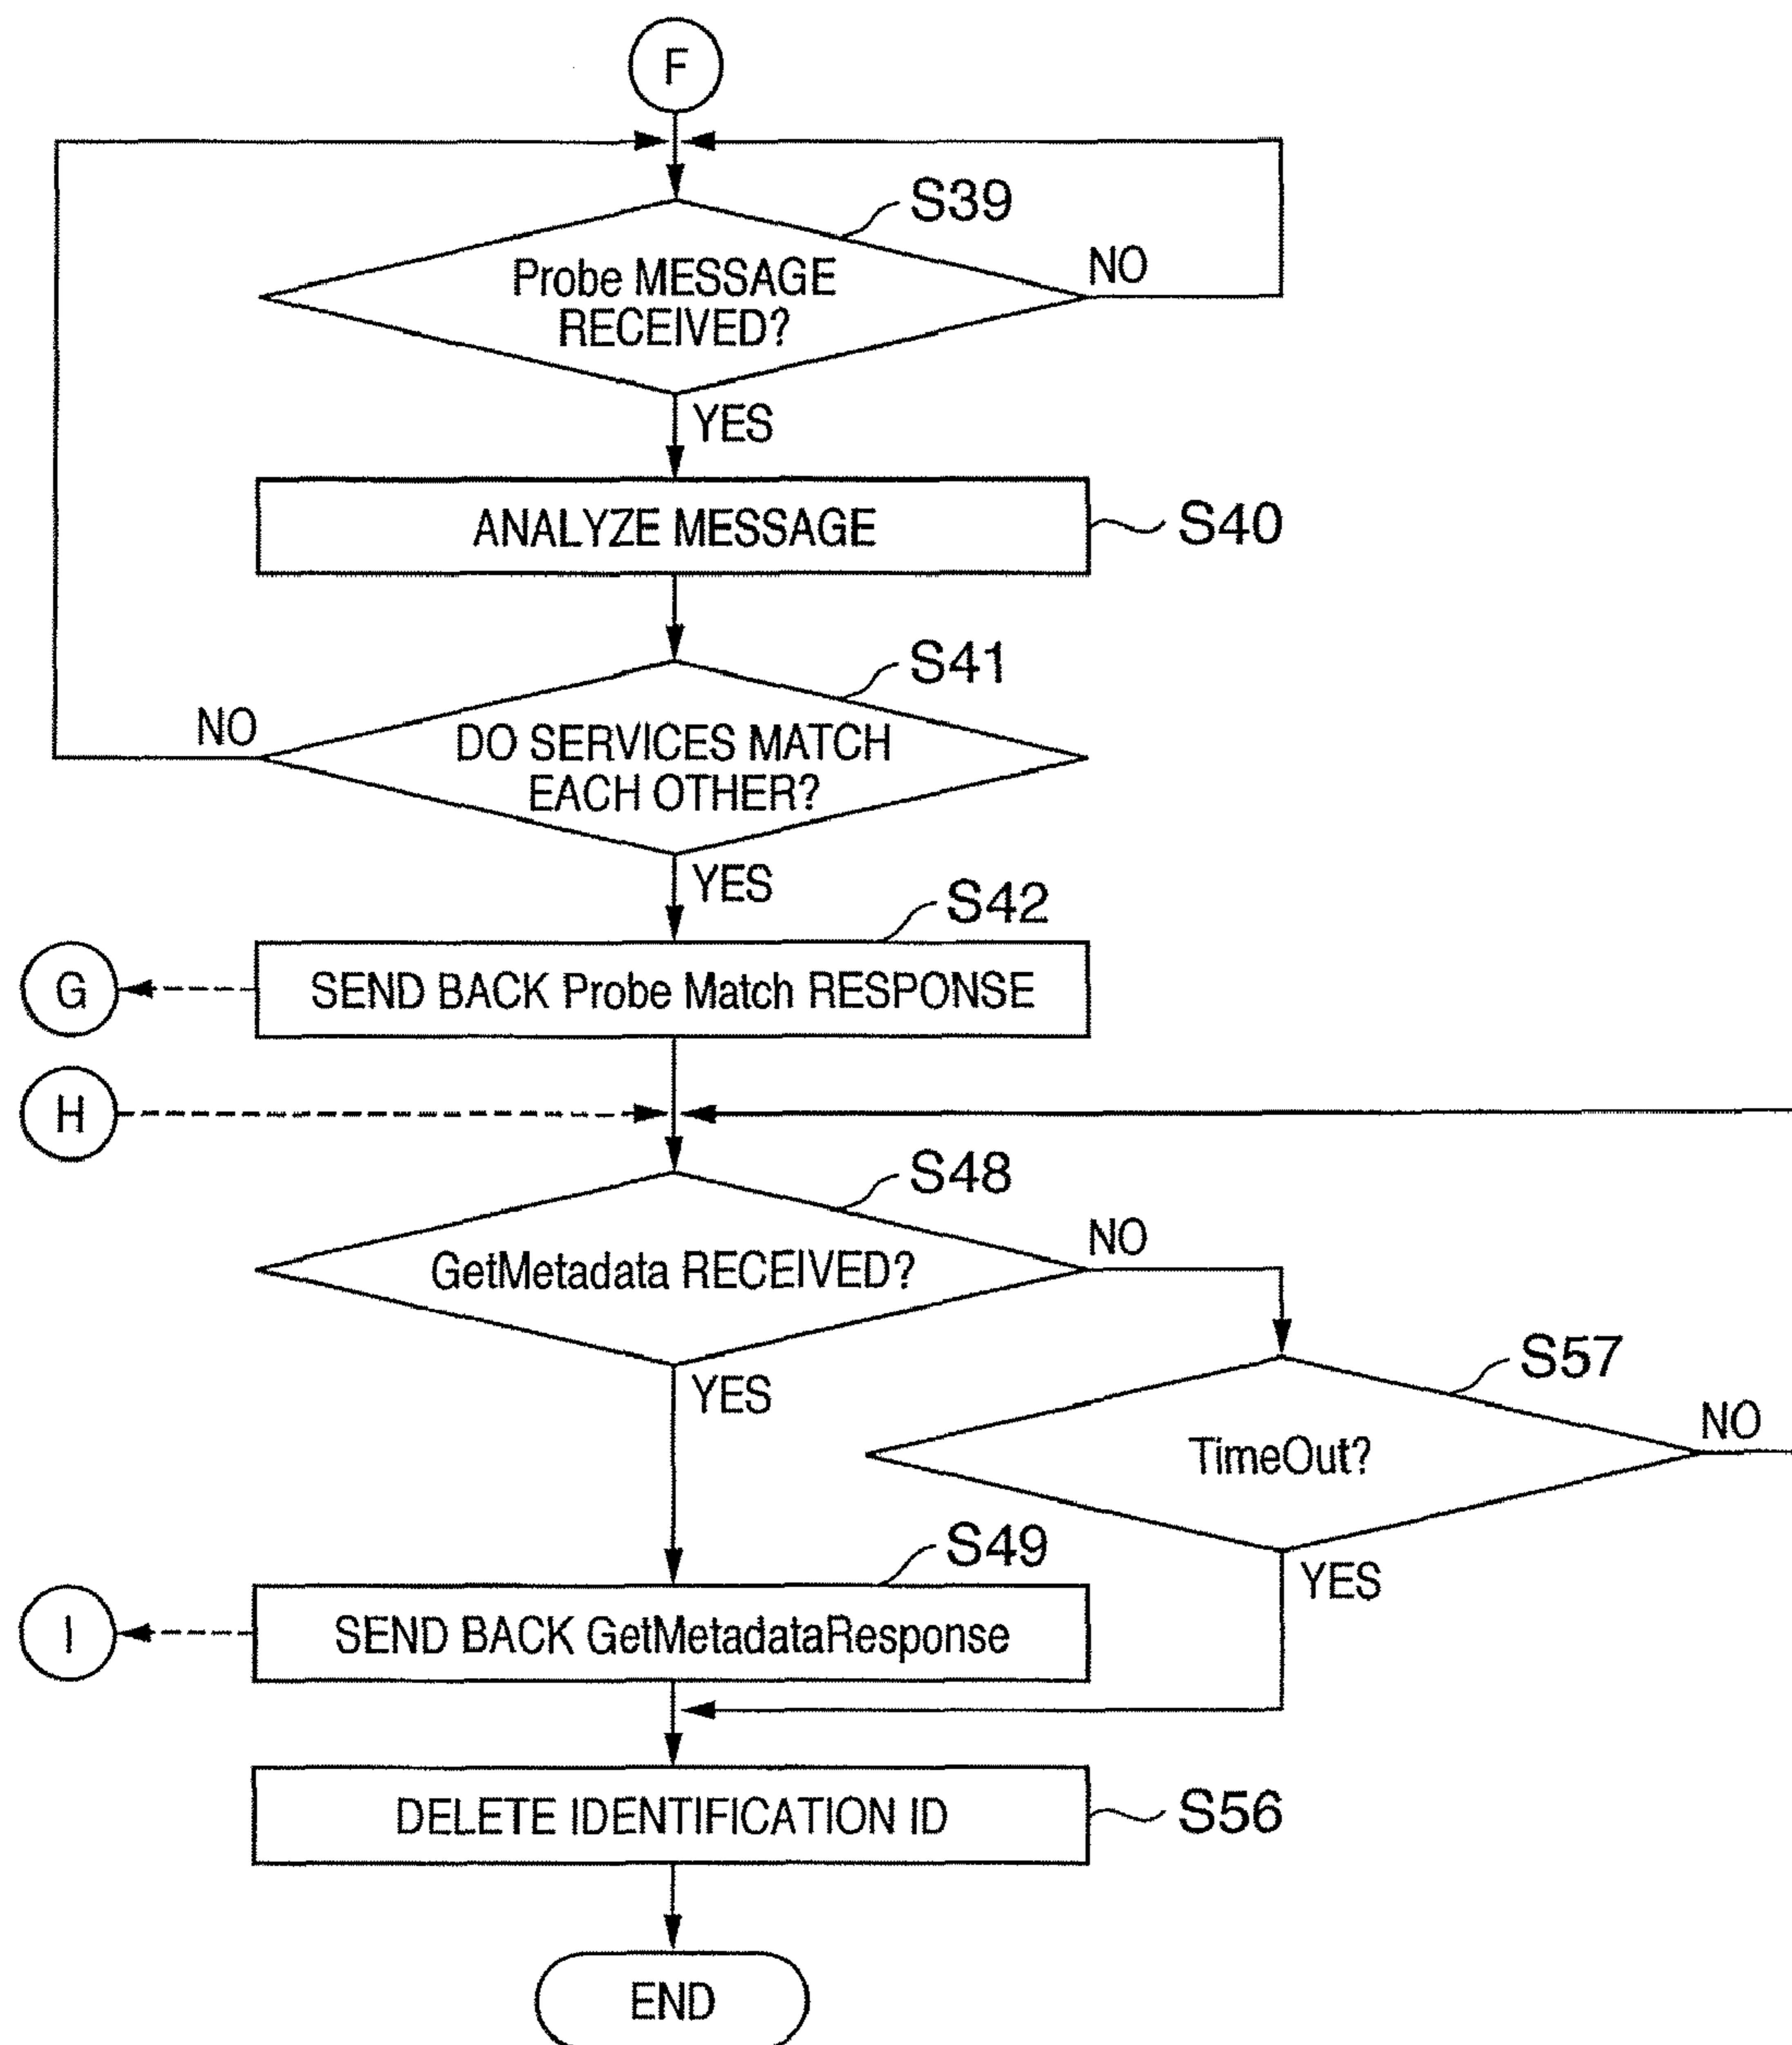 F
S39
Probe MESSAGE
RECEIVED?
NO
YES
ANALYZE MESSAGE
S40
S41
NO
DO SERVICES MATCH
EACH OTHER?
YES
S42
G
SEND BACK Probe Match RESPONSE
H
S48
GetMetadata RECEIVED?
NO
YES
S57
TimeOut?
NO
YES
S49
I
SEND BACK GetMetadataResponse
DELETE IDENTIFICATION ID
S56
END